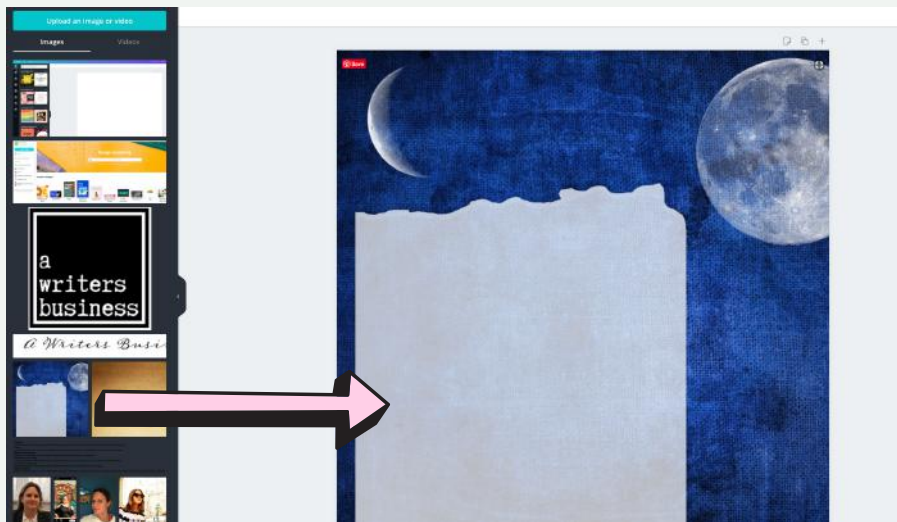 Upload an image or video
Images
Videos
Save
a
writers
business
A Writers Busi